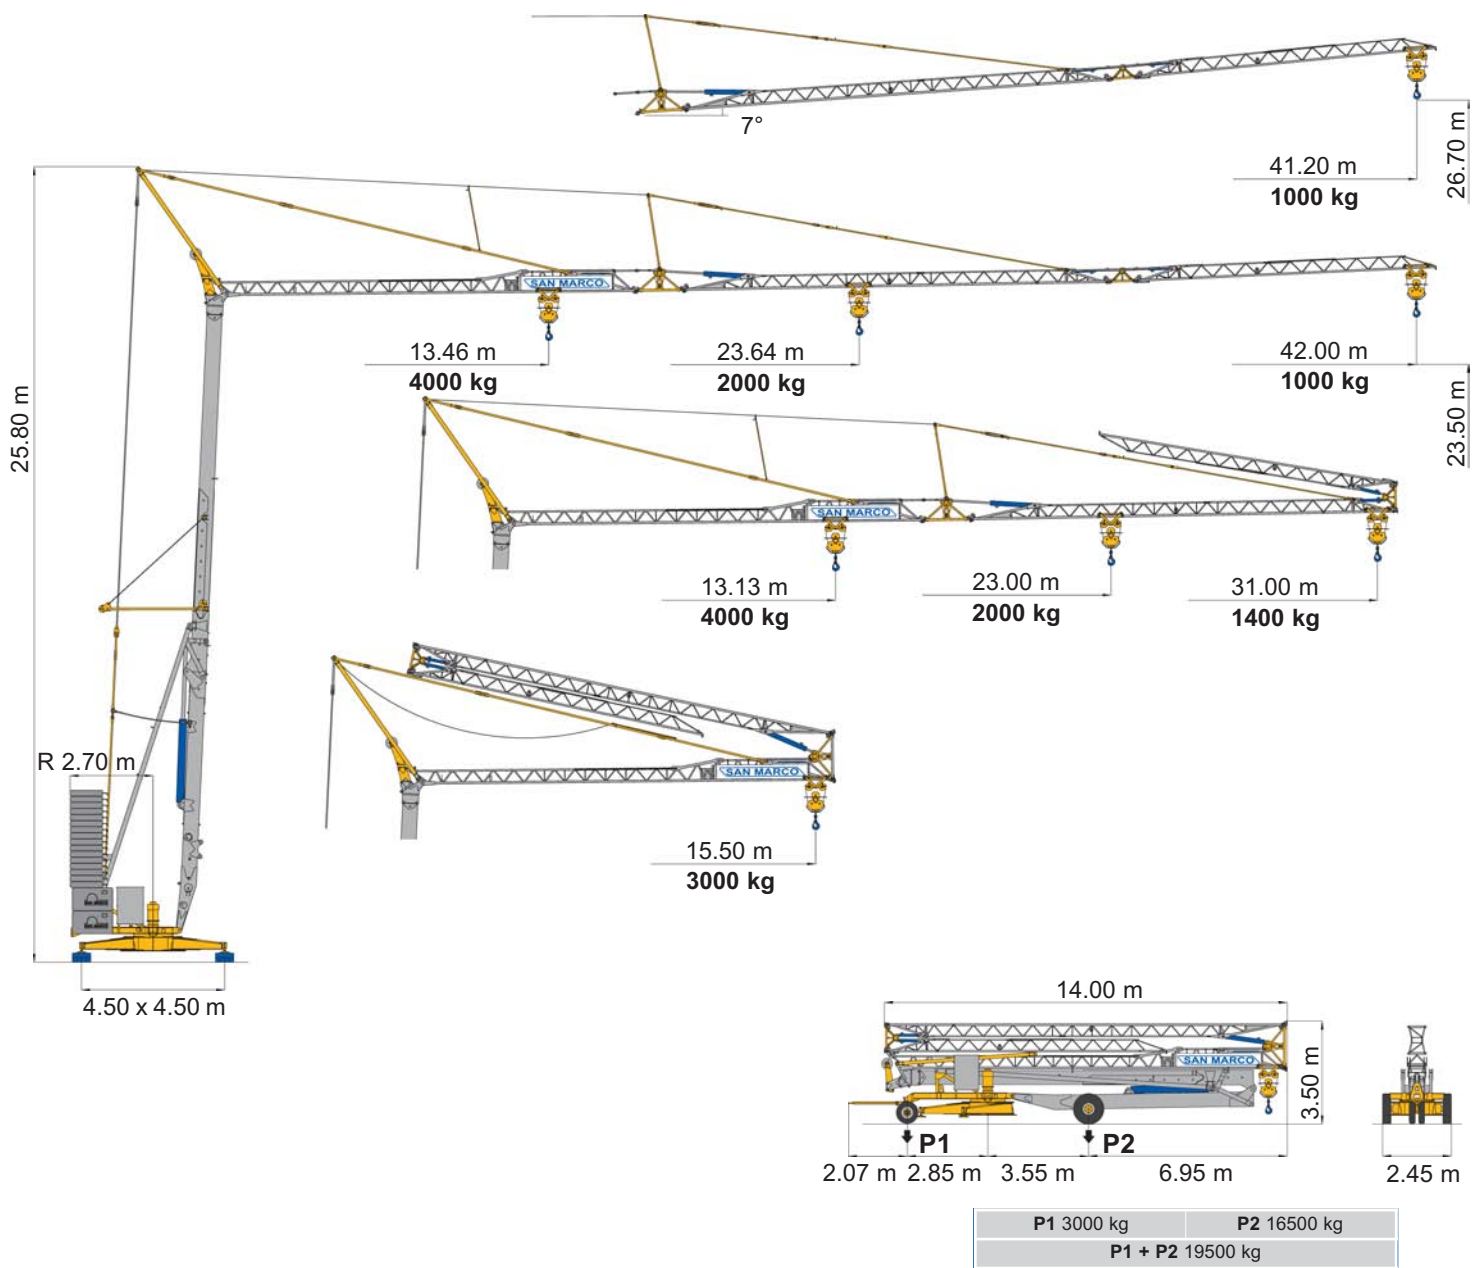 7°
41.20 m
1000 kg
26.70 m
SAN MARCO
13.46 m
4000 kg
23.64 m
2000 kg
42.00 m
1000 kg
23.50 m
25.80 m
SAN MARCO
13.13 m
4000 kg
23.00 m
2000 kg
31.00 m
1400 kg
R 2.70 m
SAN MARCO
15.50 m
3000 kg
4.50 x 4.50 m
14.00 m
SAN MARCO
3.50 m
P1
P2
2.07 m
2.85 m
3.55 m
6.95 m
2.45 m
P1 3000 kg
P2 16500 kg
P1 + P2 19500 kg